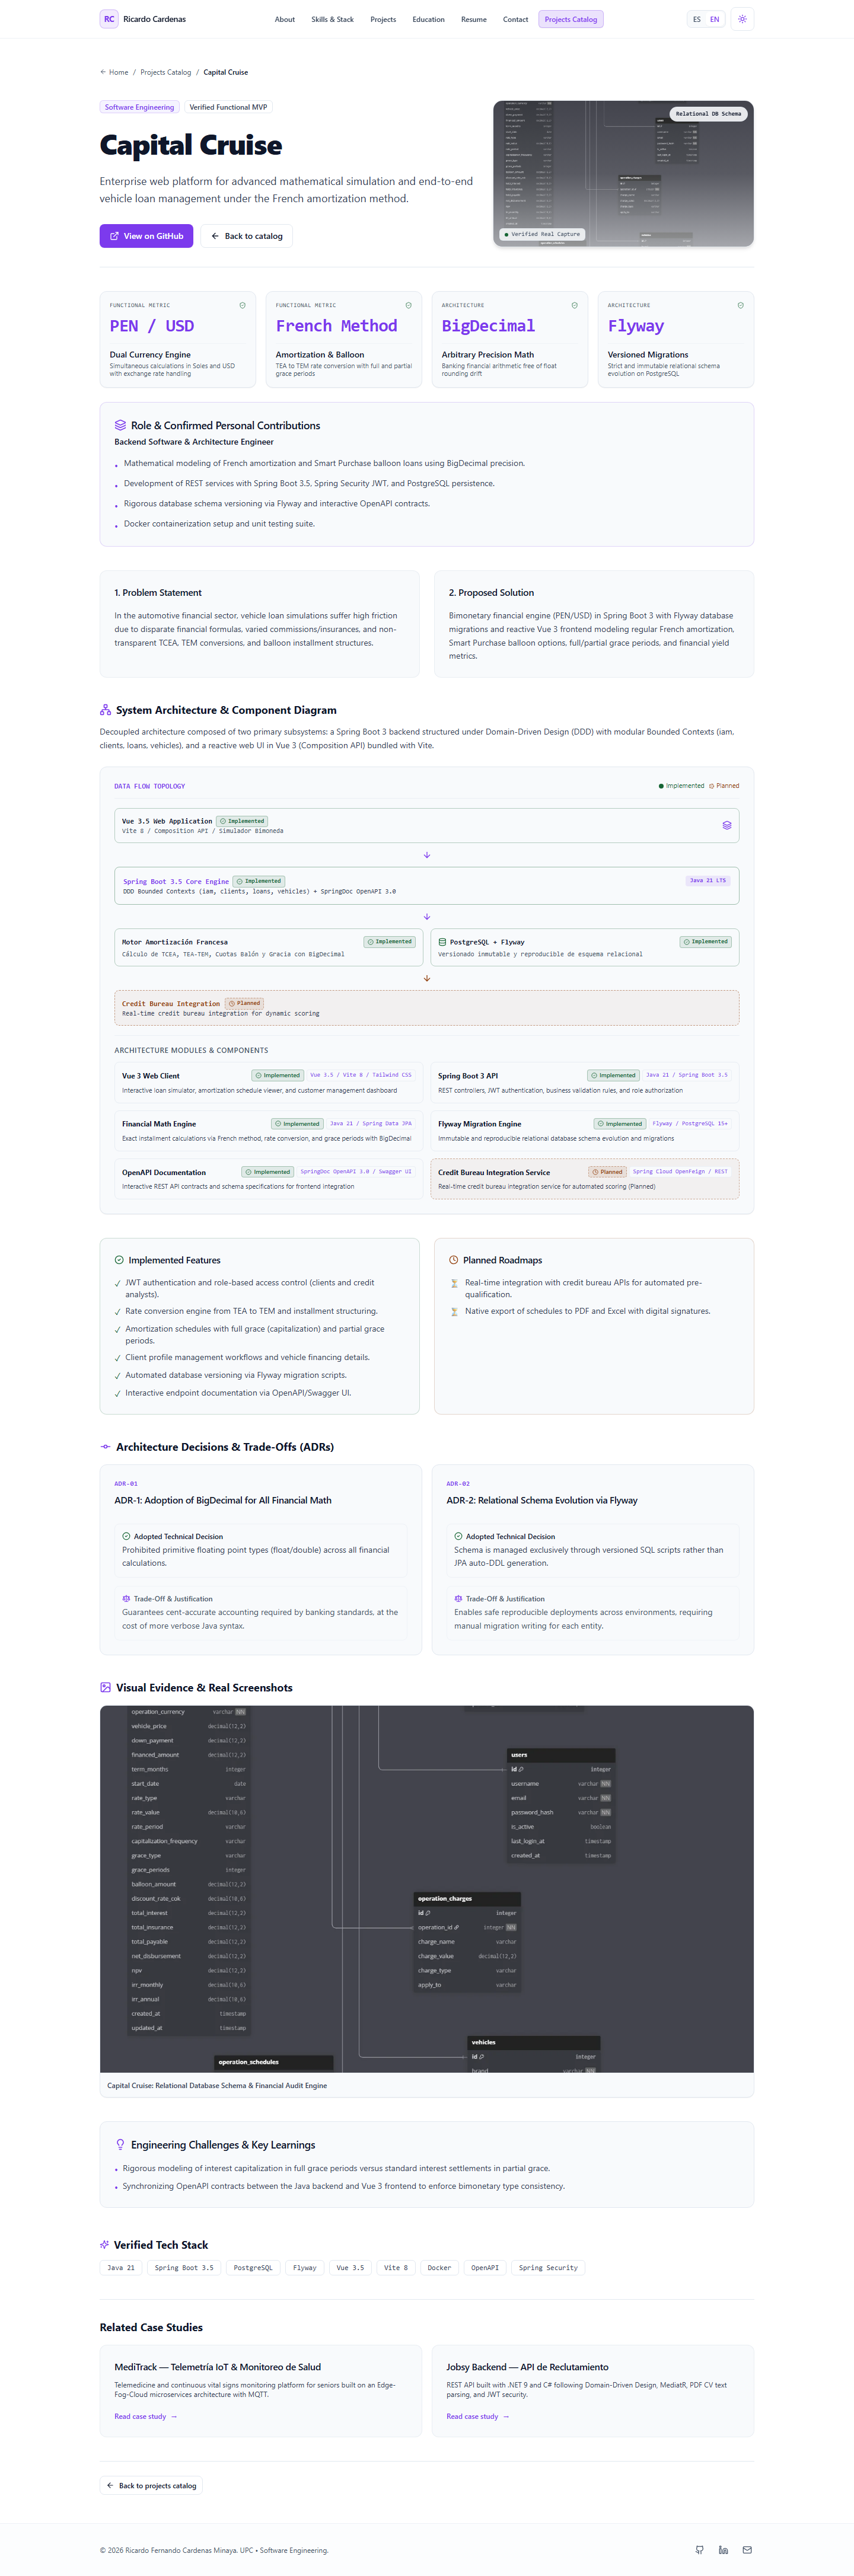 RC Ricardo Cardenas About Skills & Stack Projects Education Resume Contact Projects Catalog ES EN
← Home / Projects Catalog / Capital Cruise
Software Engineering Verified Functional MVP
Capital Cruise
Enterprise web platform for advanced mathematical simulation and end-to-end
vehicle loan management under the French amortization method.
View on GitHub ← Back to catalog
Relational DB Schema
Verified Real Capture
FUNCTIONAL METRIC
PEN / USD
Dual Currency Engine
Simultaneous calculations in Soles and USD
with exchange rate handling
FUNCTIONAL METRIC
French Method
Amortization & Balloon
TEA to TEM rate conversion with full and partial
grace periods
ARCHITECTURE
BigDecimal
Arbitrary Precision Math
Banking financial arithmetic free of float
rounding drift
ARCHITECTURE
Flyway
Versioned Migrations
Strict and immutable relational schema
evolution on PostgreSQL
Role & Confirmed Personal Contributions
Backend Software & Architecture Engineer
• Mathematical modeling of French amortization and Smart Purchase balloon loans using BigDecimal precision.
• Development of REST services with Spring Boot 3.5, Spring Security JWT, and PostgreSQL persistence.
• Rigorous database schema versioning via Flyway and interactive OpenAPI contracts.
• Docker containerization setup and unit testing suite.
1. Problem Statement
In the automotive financial sector, vehicle loan simulations suffer high friction
due to disparate financial formulas, varied commissions/insurances, and non-
transparent TCEA, TEM conversions, and balloon installment structures.
2. Proposed Solution
Bimonetary financial engine (PEN/USD) in Spring Boot 3 with Flyway database
migrations and reactive Vue 3 frontend modeling regular French amortization,
Smart Purchase balloon options, full/partial grace periods, and financial yield
metrics.
System Architecture & Component Diagram
Decoupled architecture composed of two primary subsystems: a Spring Boot 3 backend structured under Domain-Driven Design (DDD) with modular Bounded Contexts (iam,
clients, loans, vehicles), and a reactive web UI in Vue 3 (Composition API) bundled with Vite.
DATA FLOW TOPOLOGY Implemented Planned
Vue 3.5 Web Application Implemented
Vite 8 / Composition API / Simulador Bimoneda
↓
Spring Boot 3.5 Core Engine Implemented Java 21 LTS
DDD Bounded Contexts (iam, clients, loans, vehicles) + SpringDoc OpenAPI 3.0
↓
Motor Amortización Francesa Implemented
Cálculo de TCEA, TEA-TEM, Cuotas Balón y Gracia con BigDecimal
PostgreSQL + Flyway Implemented
Versionado inmutable y reproducible de esquema relacional
↓
Credit Bureau Integration Planned
Real-time credit bureau integration for dynamic scoring
ARCHITECTURE MODULES & COMPONENTS
Vue 3 Web Client Implemented Vue 3.5 / Vite 8 / Tailwind CSS
Interactive loan simulator, amortization schedule viewer, and customer management dashboard
Spring Boot 3 API Implemented Java 21 / Spring Boot 3.5
REST controllers, JWT authentication, business validation rules, and role authorization
Financial Math Engine Implemented Java 21 / Spring Data JPA
Exact installment calculations via French method, rate conversion, and grace periods with BigDecimal
Flyway Migration Engine Implemented Flyway / PostgreSQL 15+
Immutable and reproducible relational database schema evolution and migrations
OpenAPI Documentation Implemented SpringDoc OpenAPI 3.0 / Swagger UI
Interactive REST API contracts and schema specifications for frontend integration
Credit Bureau Integration Service Planned Spring Cloud OpenFeign / REST
Real-time credit bureau integration service for automated scoring (Planned)
Implemented Features
✓ JWT authentication and role-based access control (clients and credit
analysts).
✓ Rate conversion engine from TEA to TEM and installment structuring.
✓ Amortization schedules with full grace (capitalization) and partial grace
periods.
✓ Client profile management workflows and vehicle financing details.
✓ Automated database versioning via Flyway migration scripts.
✓ Interactive endpoint documentation via OpenAPI/Swagger UI.
Planned Roadmaps
⏳ Real-time integration with credit bureau APIs for automated pre-
qualification.
⏳ Native export of schedules to PDF and Excel with digital signatures.
Architecture Decisions & Trade-Offs (ADRs)
ADR-01
ADR-1: Adoption of BigDecimal for All Financial Math
Adopted Technical Decision
Prohibited primitive floating point types (float/double) across all financial
calculations.
Trade-Off & Justification
Guarantees cent-accurate accounting required by banking standards, at the
cost of more verbose Java syntax.
ADR-02
ADR-2: Relational Schema Evolution via Flyway
Adopted Technical Decision
Schema is managed exclusively through versioned SQL scripts rather than
JPA auto-DDL generation.
Trade-Off & Justification
Enables safe reproducible deployments across environments, requiring
manual migration writing for each entity.
Visual Evidence & Real Screenshots
operation_currency varchar NN
vehicle_price decimal(12,2)
down_payment decimal(12,2)
financed_amount decimal(12,2)
term_months integer
start_date date
rate_type varchar
rate_value decimal(10,6)
rate_period varchar
capitalization_frequency varchar
grace_type varchar
grace_periods integer
balloon_amount decimal(12,2)
discount_rate_cok decimal(10,6)
total_interest decimal(12,2)
total_insurance decimal(12,2)
total_payable decimal(12,2)
net_disbursement decimal(12,2)
npv decimal(12,2)
irr_monthly decimal(10,6)
irr_annual decimal(10,6)
created_at timestamp
updated_at timestamp
operation_schedules
users
id integer
username varchar NN
email varchar NN
password_hash varchar NN
is_active boolean
last_login_at timestamp
created_at timestamp
operation_charges
id integer
operation_id integer NN
charge_name varchar
charge_value decimal(12,2)
charge_type varchar
apply_to varchar
vehicles
id integer
brand varchar NN
Capital Cruise: Relational Database Schema & Financial Audit Engine
Engineering Challenges & Key Learnings
• Rigorous modeling of interest capitalization in full grace periods versus standard interest settlements in partial grace.
• Synchronizing OpenAPI contracts between the Java backend and Vue 3 frontend to enforce bimonetary type consistency.
Verified Tech Stack
Java 21 Spring Boot 3.5 PostgreSQL Flyway Vue 3.5 Vite 8 Docker OpenAPI Spring Security
Related Case Studies
MediTrack — Telemetría IoT & Monitoreo de Salud
Telemedicine and continuous vital signs monitoring platform for seniors built on an Edge-
Fog-Cloud microservices architecture with MQTT.
Read case study →
Jobsy Backend — API de Reclutamiento
REST API built with .NET 9 and C# following Domain-Driven Design, MediatR, PDF CV text
parsing, and JWT security.
Read case study →
← Back to projects catalog
© 2026 Ricardo Fernando Cardenas Minaya. UPC • Software Engineering.